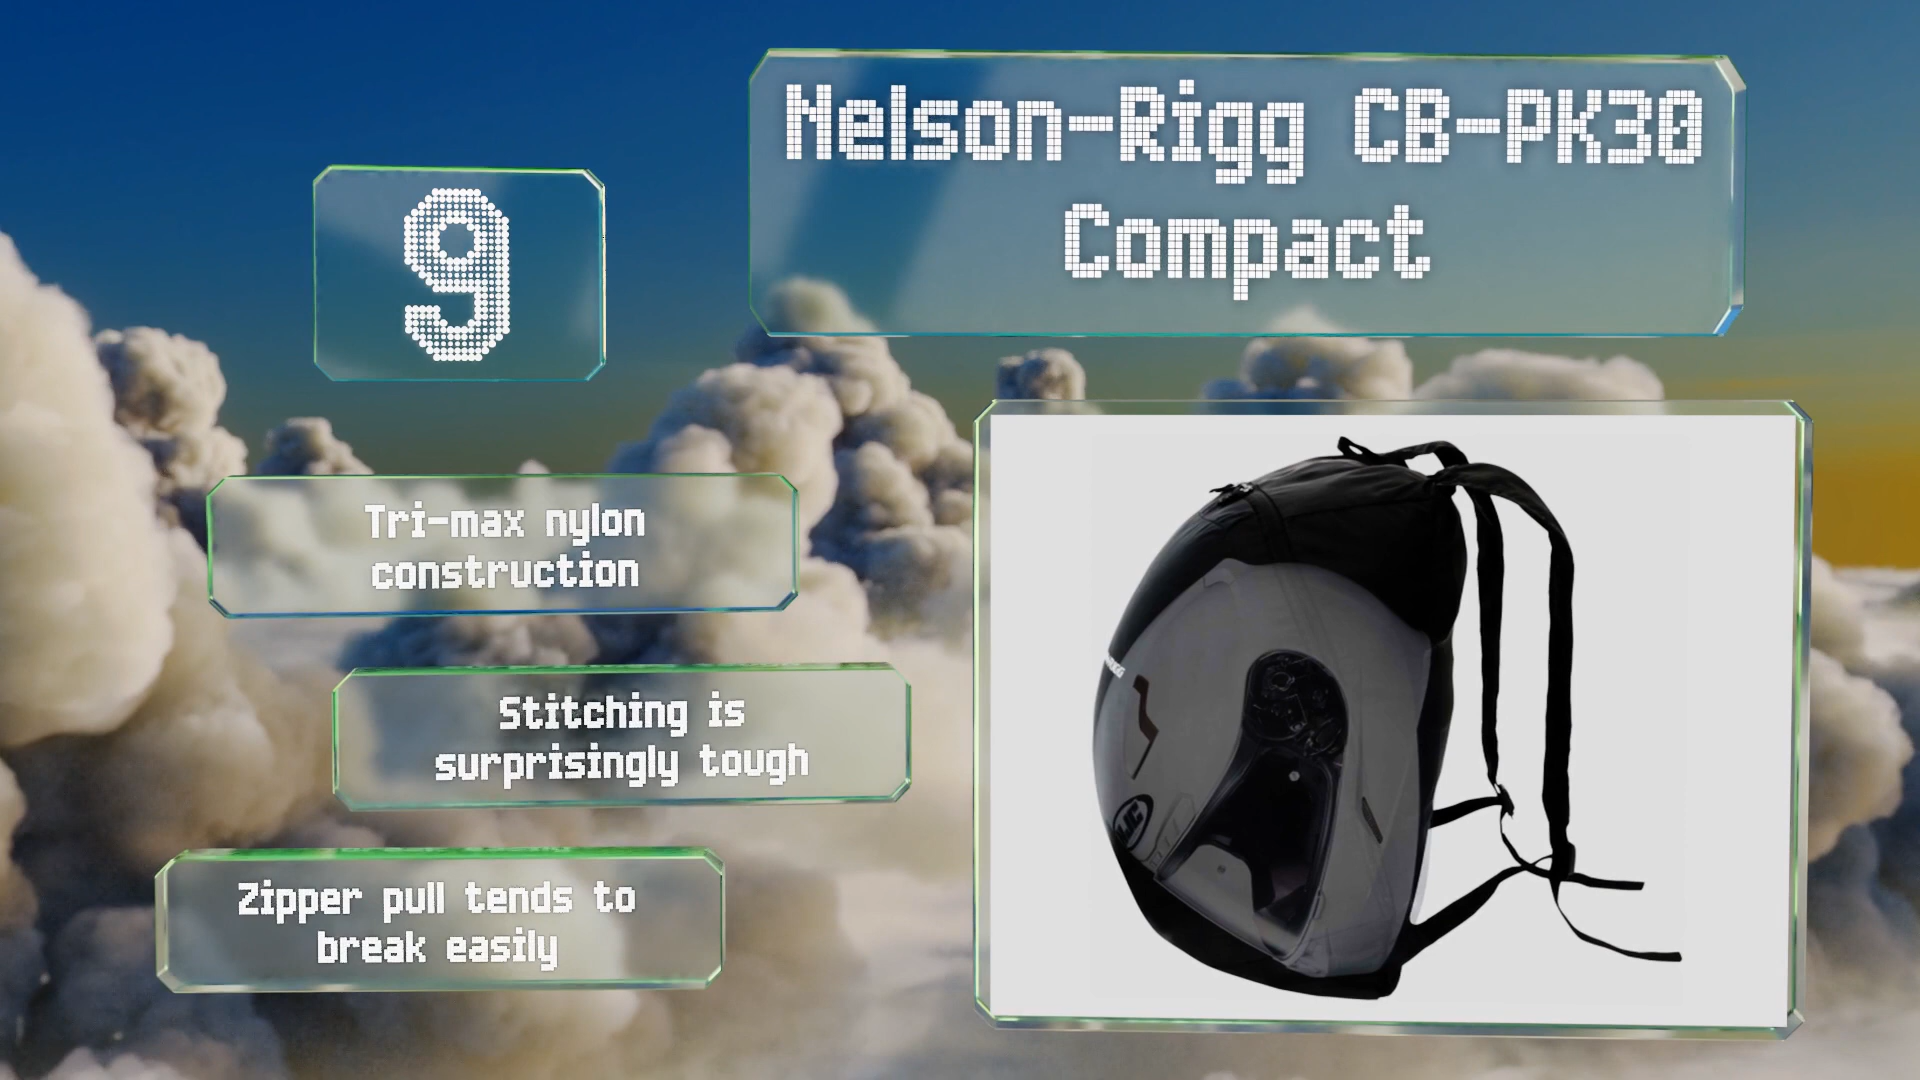 9
Nelson-Rigg CB-PK30
Compact
Tri-max nylon
construction
Stitching is
surprisingly tough
Zipper pull tends to
break easily
HJC